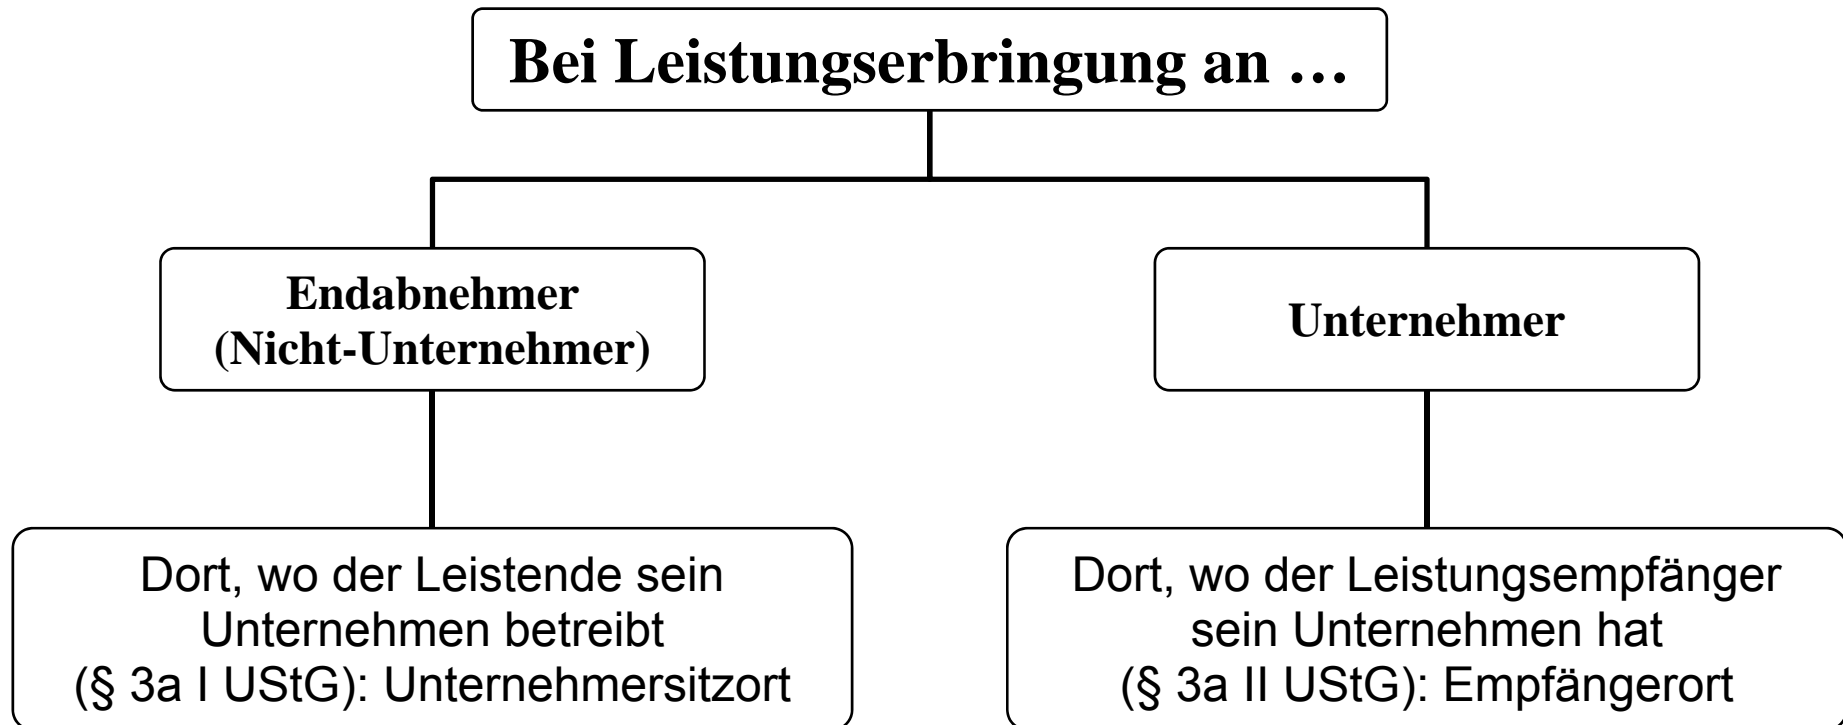 Bei Leistungserbringung an …
Endabnehmer
(Nicht-Unternehmer)
Unternehmer
Dort, wo der Leistende sein
Unternehmen betreibt
(§ 3a I UStG): Unternehmersitzort
Dort, wo der Leistungsempfänger
sein Unternehmen hat
(§ 3a II UStG): Empfängerort